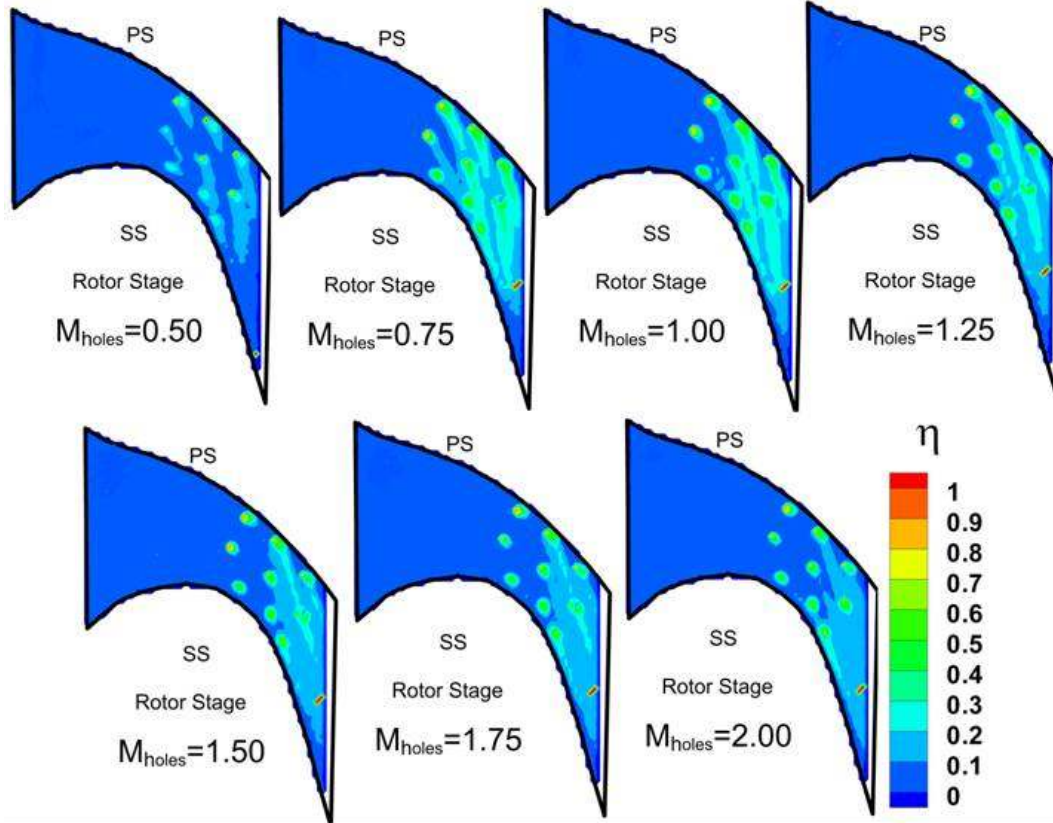 PS
SS
Rotor Stage
Mholes=0.50
PS
SS
Rotor Stage
Mholes=0.75
PS
SS
Rotor Stage
Mholes=1.00
PS
SS
Rotor Stage
Mholes=1.25
PS
SS
Rotor Stage
Mholes=1.50
PS
SS
Rotor Stage
Mholes=1.75
PS
SS
Rotor Stage
Mholes=2.00
η
1
0.9
0.8
0.7
0.6
0.5
0.4
0.3
0.2
0.1
0